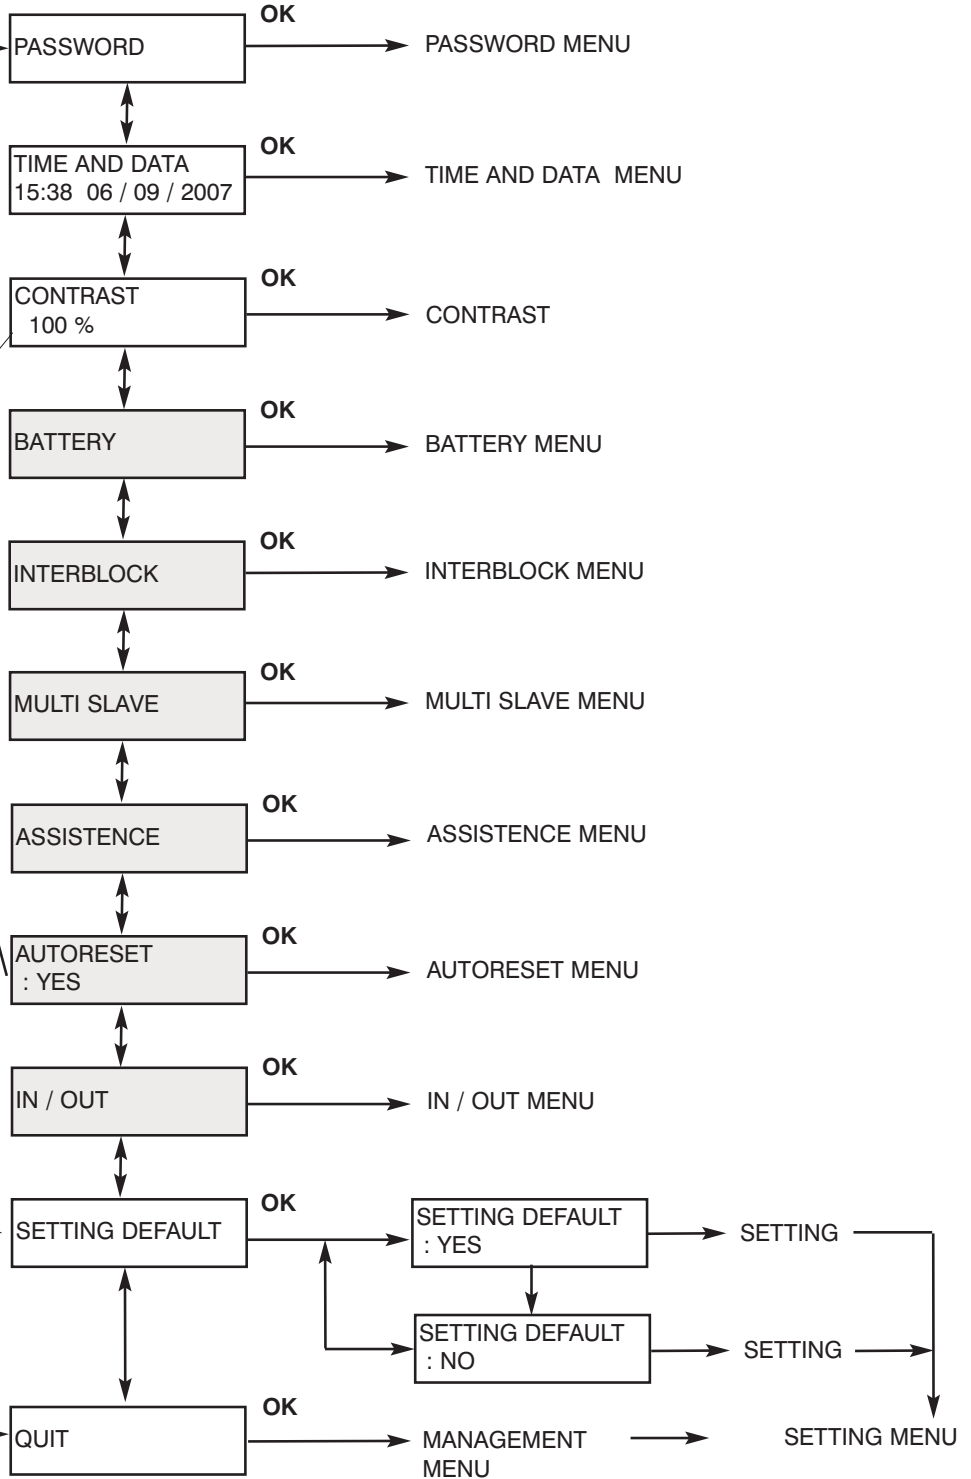 OK
PASSWORD
PASSWORD MENU
OK
TIME AND DATA
15:38 06 / 09 / 2007
TIME AND DATA MENU
OK
CONTRAST
100 %
CONTRAST
OK
BATTERY
BATTERY MENU
OK
INTERBLOCK
INTERBLOCK MENU
OK
MULTI SLAVE
MULTI SLAVE MENU
OK
ASSISTENCE
ASSISTENCE MENU
OK
AUTORESET
: YES
AUTORESET MENU
OK
IN / OUT
IN / OUT MENU
OK
SETTING DEFAULT
SETTING DEFAULT
: YES
SETTING
SETTING DEFAULT
: NO
SETTING
OK
QUIT
MANAGEMENT
MENU
SETTING MENU